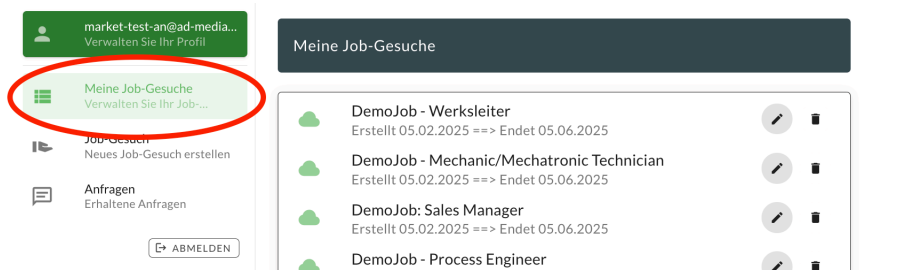 market-test-an@ad-media...
Verwalten Sie Ihr Profil
Meine Job-Gesuche
Verwalten Sie Ihr Job-...
Job-Gesuch
Neues Job-Gesuch erstellen
Anfragen
Erhaltene Anfragen
ABMELDEN
Meine Job-Gesuche
DemoJob - Werksleiter
Erstellt 05.02.2025 ==> Endet 05.06.2025
DemoJob - Mechanic/Mechatronic Technician
Erstellt 05.02.2025 ==> Endet 05.06.2025
DemoJob: Sales Manager
Erstellt 05.02.2025 ==> Endet 05.06.2025
DemoJob - Process Engineer